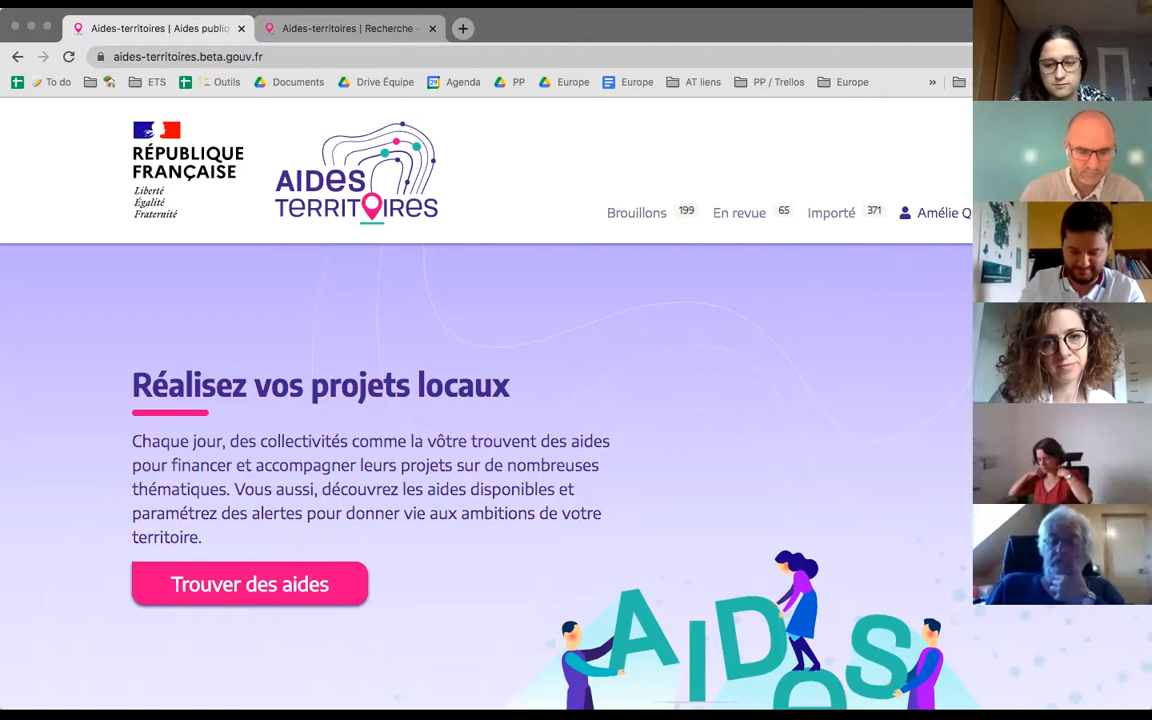 Aides-territoires | Aides publiq
Aides-territoires | Recherche –
aides-territoires.beta.gouv.fr
To do
ETS
Outils
Documents
Drive Équipe
Agenda
PP
Europe
Europe
AT liens
PP / Trellos
Europe
»
RÉPUBLIQUE
FRANÇAISE
Liberté
Égalité
Fraternité
AIDES
TERRITOIRES
Brouillons 199 En revue 65 Importé 371 Amélie Q
Réalisez vos projets locaux
Chaque jour, des collectivités comme la vôtre trouvent des aides
pour financer et accompagner leurs projets sur de nombreuses
thématiques. Vous aussi, découvrez les aides disponibles et
paramétrez des alertes pour donner vie aux ambitions de votre
territoire.
Trouver des aides
AIDES